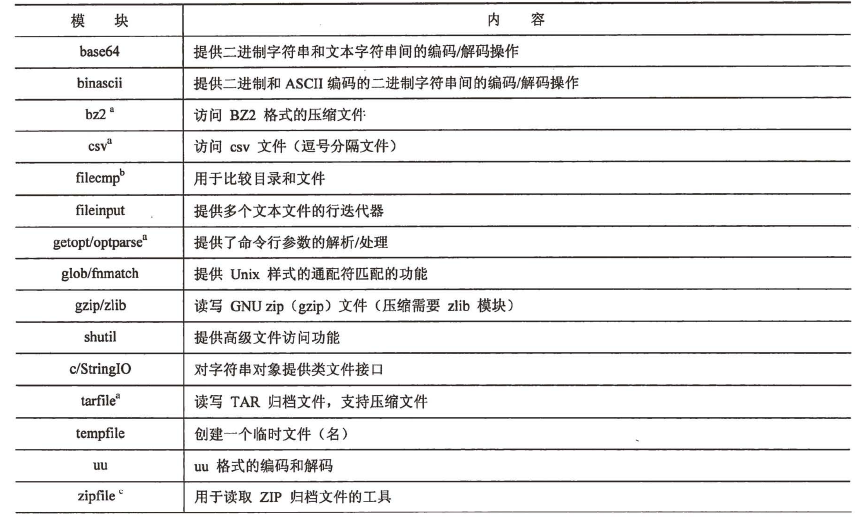 模 块 内 容
base64 提供二进制字符串和文本字符串间的编码/解码操作
binascii 提供二进制和 ASCII 编码的二进制字符串间的编码/解码操作
bz2 a 访问 BZ2 格式的压缩文件
csva 访问 csv 文件（逗号分隔文件）
filecmpb 用于比较目录和文件
fileinput 提供多个文本文件的行迭代器
getopt/optparsea 提供了命令行参数的解析/处理
glob/fnmatch 提供 Unix 样式的通配符匹配的功能
gzip/zlib 读写 GNU zip（gzip）文件（压缩需要 zlib 模块）
shutil 提供高级文件访问功能
c/StringIO 对字符串对象提供类文件接口
tarfilea 读写 TAR 归档文件，支持压缩文件
tempfile 创建一个临时文件（名）
uu uu 格式的编码和解码
zipfile c 用于读取 ZIP 归档文件的工具